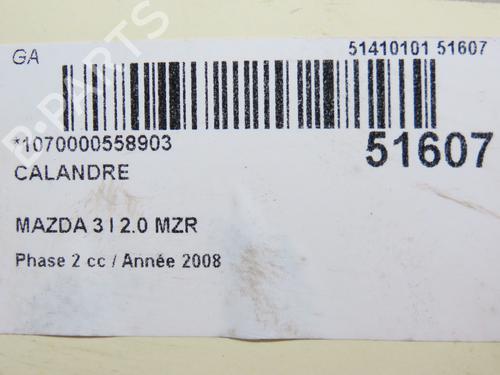 GA
51410101 51607
*1070000558903
51607
CALANDRE
MAZDA 3 I 2.0 MZR
Phase 2 cc / Année 2008
B-PARTS